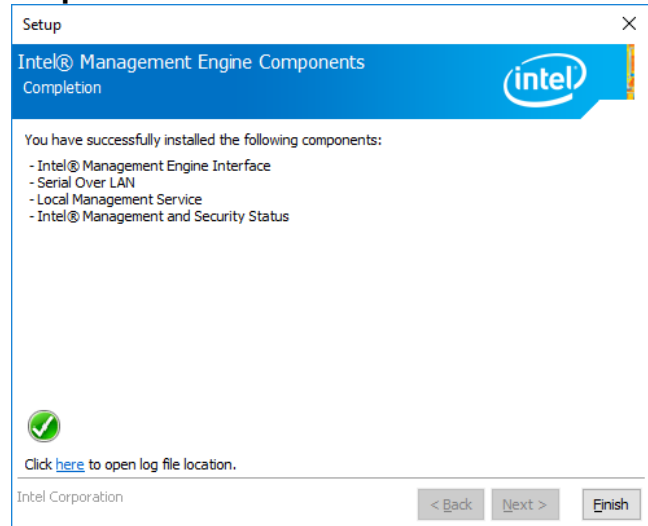 Setup
Intel® Management Engine Components
Completion
intel
You have successfully installed the following components:
- Intel® Management Engine Interface
- Serial Over LAN
- Local Management Service
- Intel® Management and Security Status
Click here to open log file location.
Intel Corporation
< Back Next > Finish